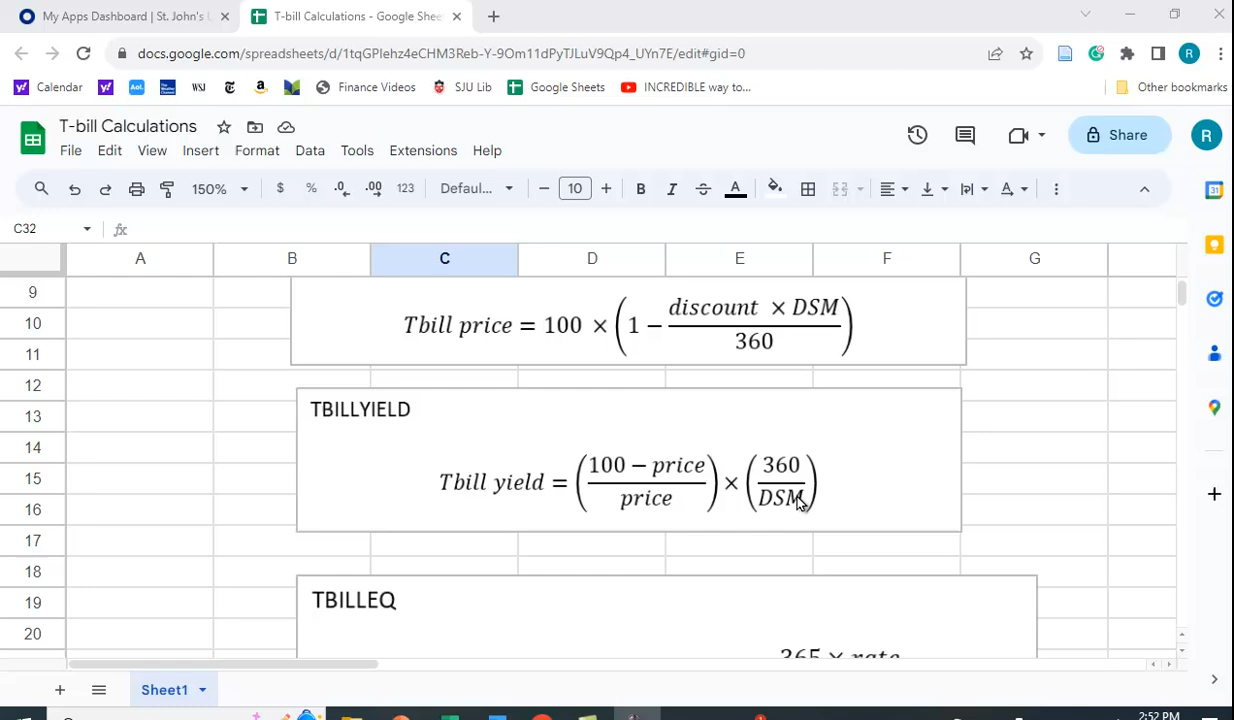 My Apps Dashboard | St. John's
T-bill Calculations - Google Shee
docs.google.com/spreadsheets/d/1tqGPIehz4eCHM3Reb-Y-9Om11dPyTJLuV9Qp4_UYn7E/edit#gid=0
Calendar Aol. WSJ Finance Videos SJU Lib Google Sheets INCREDIBLE way to... Other bookmarks
T-bill Calculations
Share
R
File Edit View Insert Format Data Tools Extensions Help
150% $ % .0 .00 123 Defaul... 10 B I A
C32 fx
A B C D E F G
9
10 Tbill price = 100 × (1 − discount × DSM / 360)
11
12
13 TBILLYIELD
14
15 Tbill yield = (100 − price / price) × (360 / DSM)
16
17
18
19 TBILLEQ
20
365 × rate
Sheet1
2:52 PM